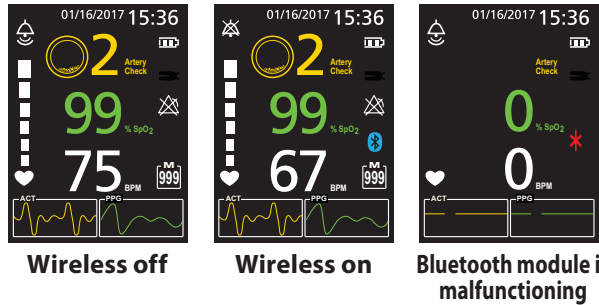 01/16/2017 15:36
2 Artery
Check
99 % SpO2
75 BPM
M
999
ACT PPG
Wireless off
01/16/2017 15:36
2 Artery
Check
99 % SpO2
67 BPM
M
999
ACT PPG
Wireless on
01/16/2017 15:36
Artery
Check
0 % SpO2
0 BPM
ACT PPG
Bluetooth module i
malfunctioning